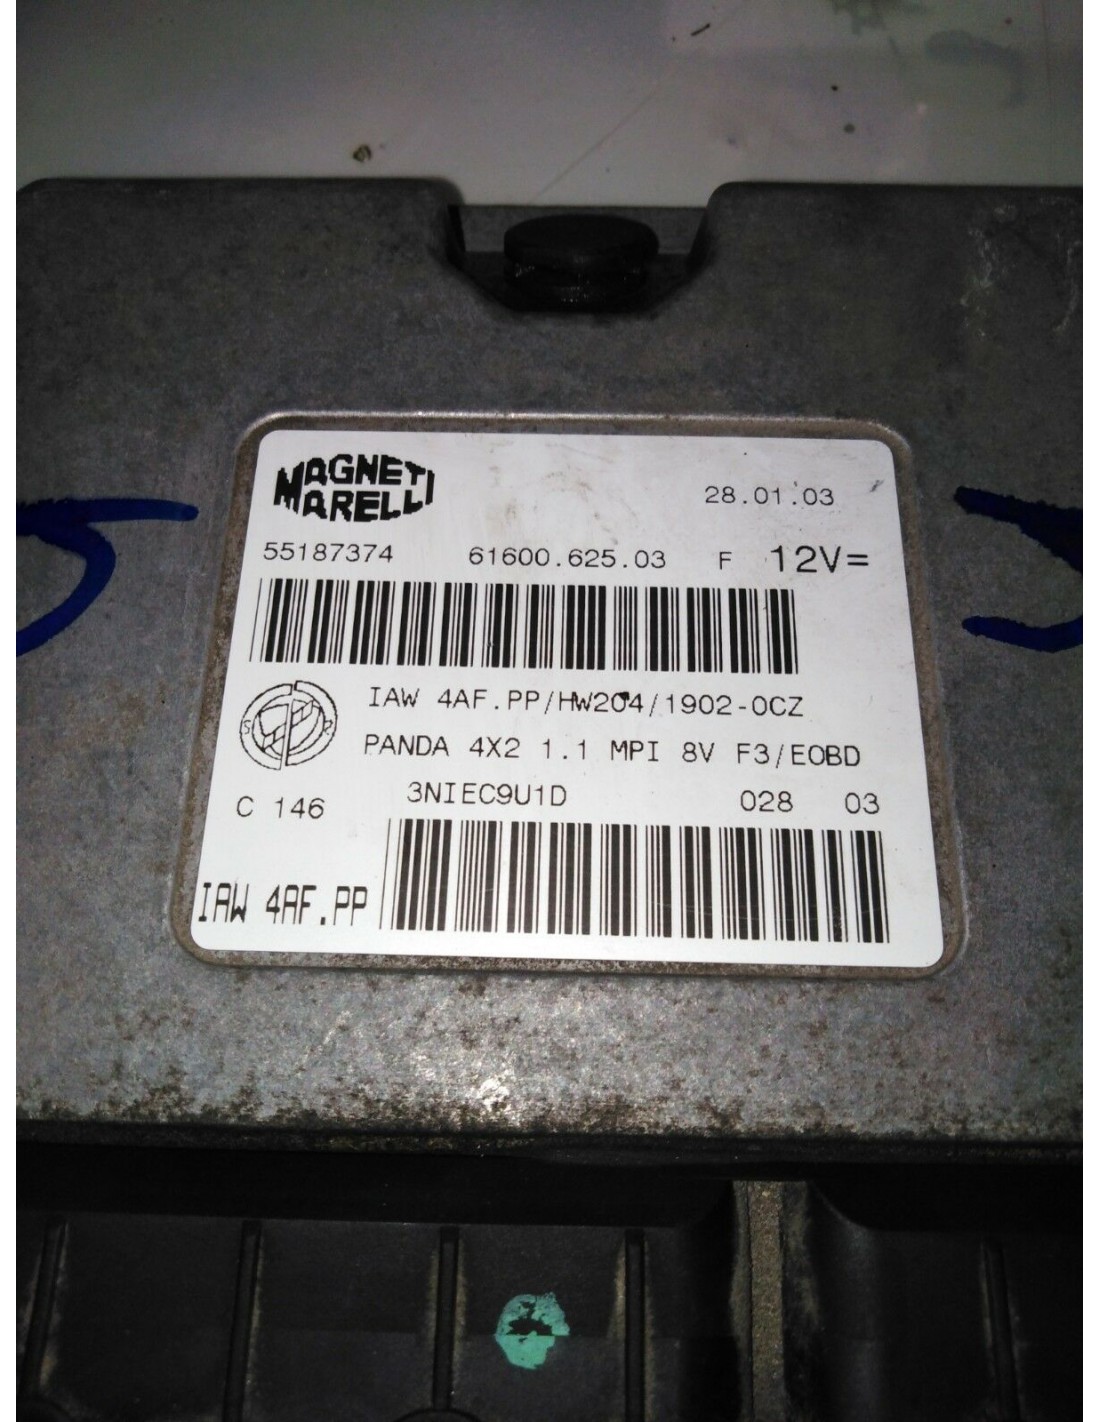 MAGNETI
MARELLI
28.01.03
55187374 61600.625.03 F 12V=
IAW 4AF.PP/HW204/1902-0CZ
PANDA 4X2 1.1 MPI 8V F3/EOBD
S R
3NIEC9U1D 028 03
C 146
IAW 4AF.PP